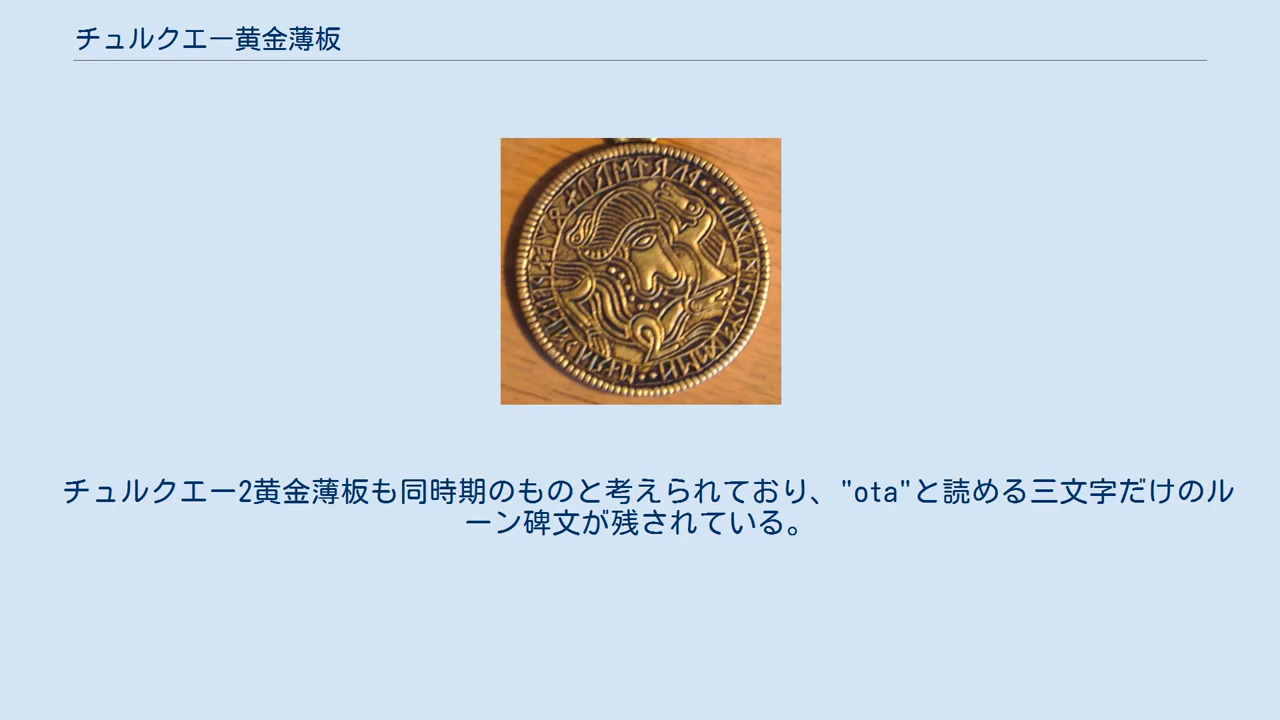 チュルクエー黄金薄板
チュルクエー2黄金薄板も同時期のものと考えられており、"ota"と読める三文字だけのル
ーン碑文が残されている。